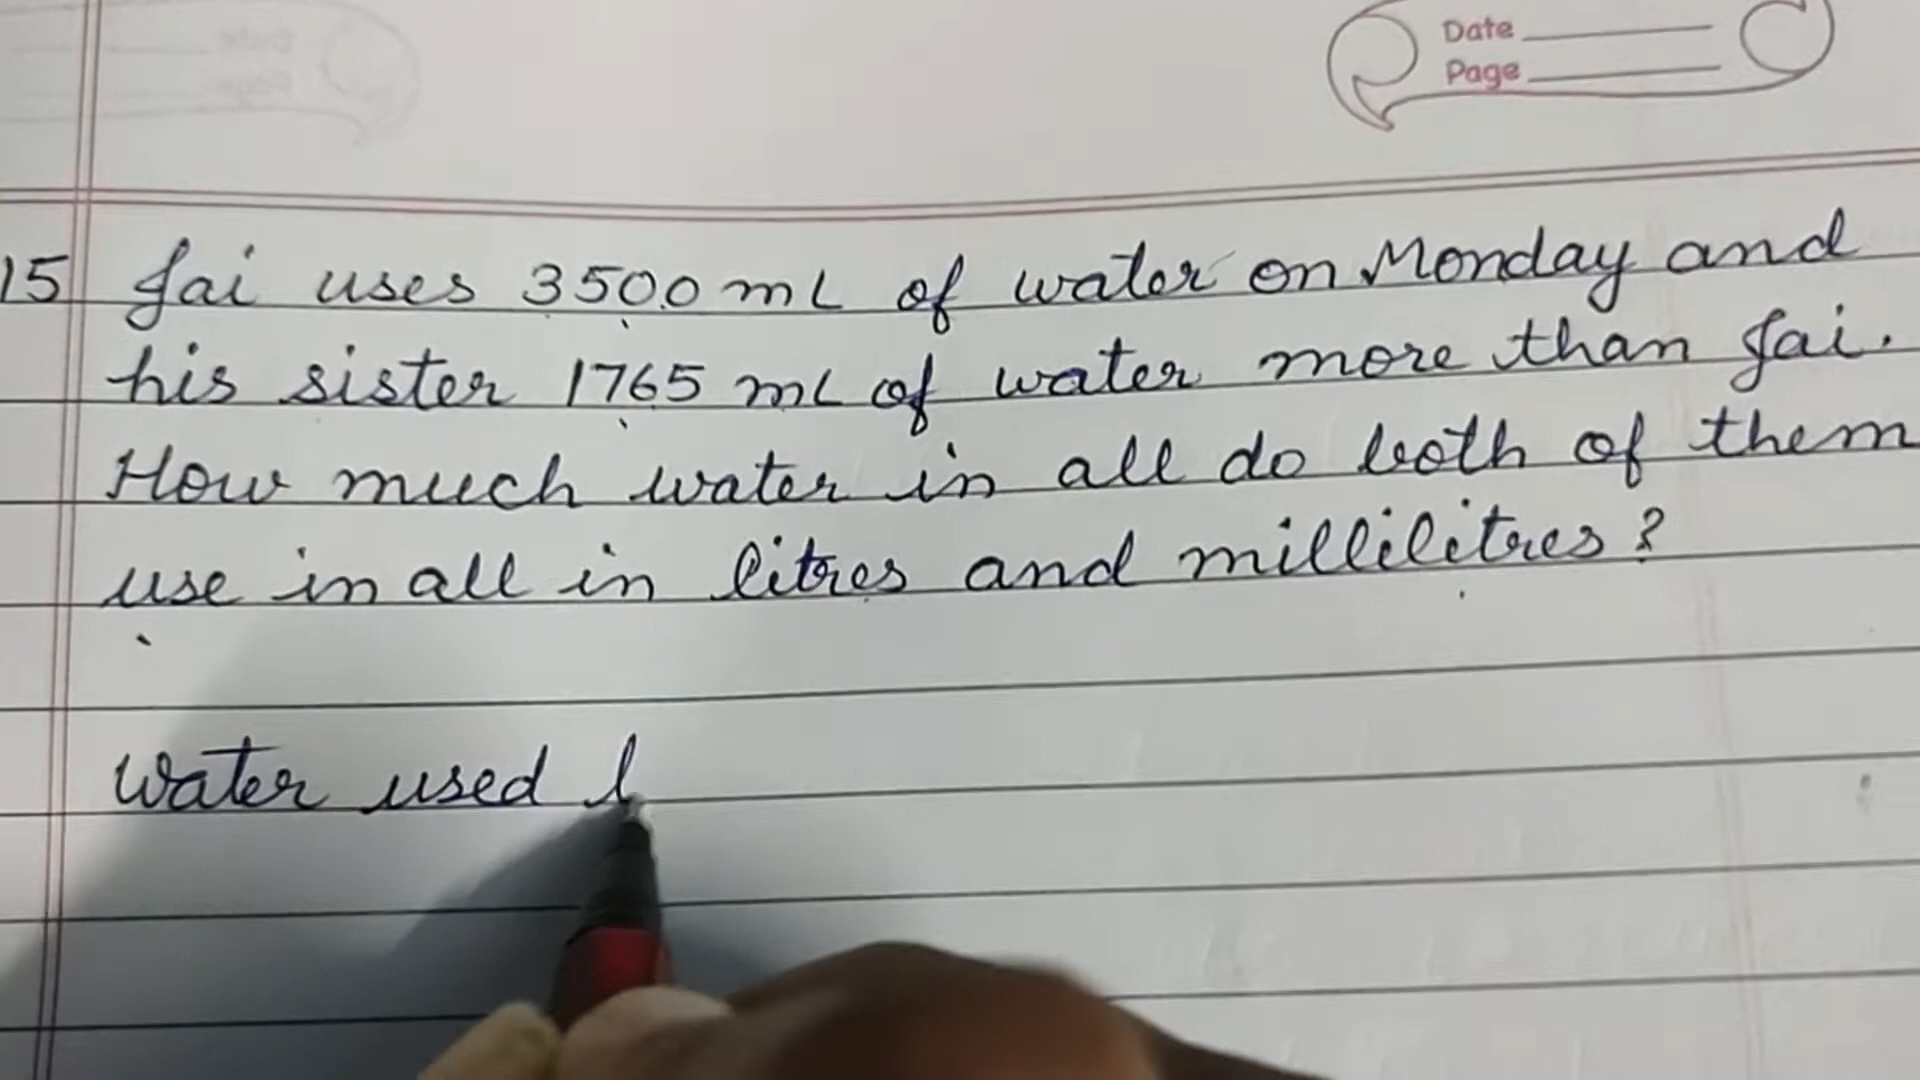 Date
Page
15 Jai uses 3500 mL of water on Monday and
his sister 1765 mL of water more than Jai.
How much water in all do both of them
use in all in litres and millilitres?
Water used